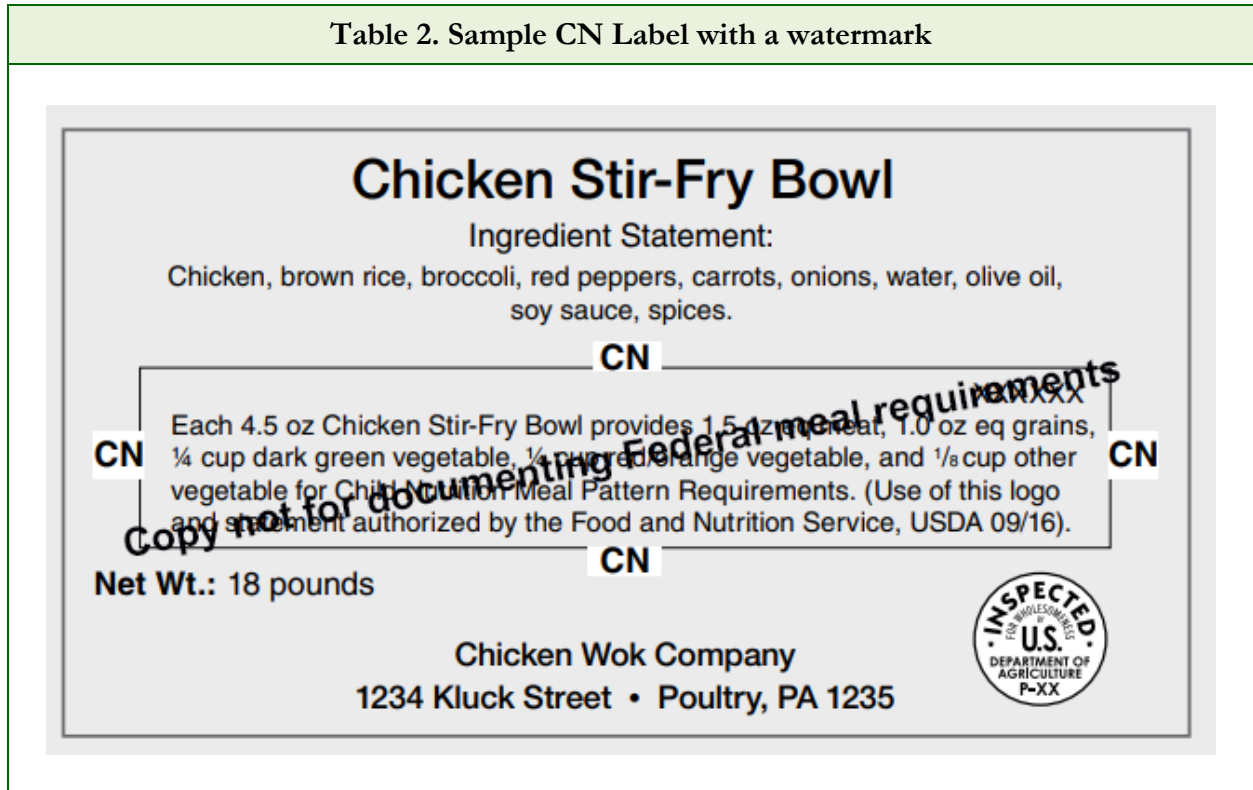 Table 2. Sample CN Label with a watermark
Chicken Stir-Fry Bowl
Ingredient Statement:
Chicken, brown rice, broccoli, red peppers, carrots, onions, water, olive oil,
soy sauce, spices.
CN
XXXXXX
Each 4.5 oz Chicken Stir-Fry Bowl provides 1.5 oz eq meat, 1.0 oz eq grains,
CN
¼ cup dark green vegetable, ¼ cup red/orange vegetable, and 1/8 cup other
CN
vegetable for Child Nutrition Meal Pattern Requirements. (Use of this logo
and statement authorized by the Food and Nutrition Service, USDA 09/16).
Copy not for documenting Federal meal requirements
CN
Net Wt.: 18 pounds
Chicken Wok Company
1234 Kluck Street • Poultry, PA 1235
INSPECTED
FOR WHOLESOMENESS
BY
U.S.
DEPARTMENT OF
AGRICULTURE
P-XX